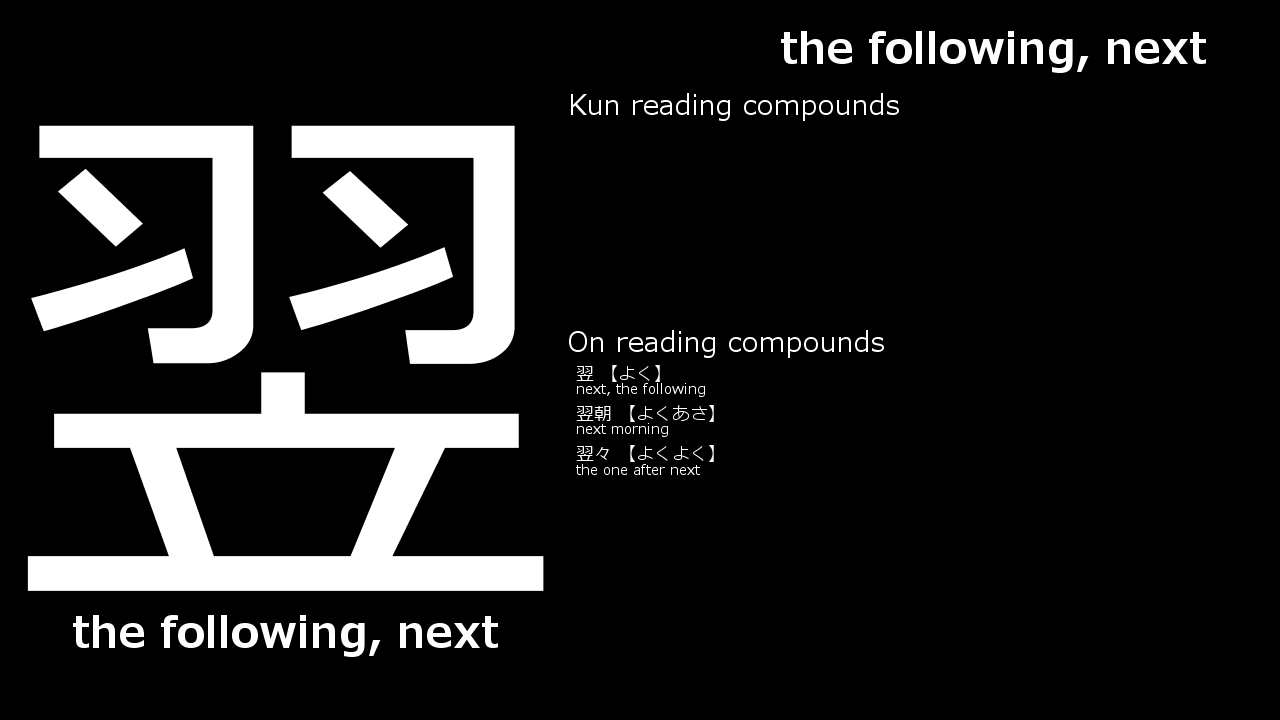 翌
the following, next
the following, next
Kun reading compounds
On reading compounds
翌 【よく】
next, the following
翌朝 【よくあさ】
next morning
翌々 【よくよく】
the one after next